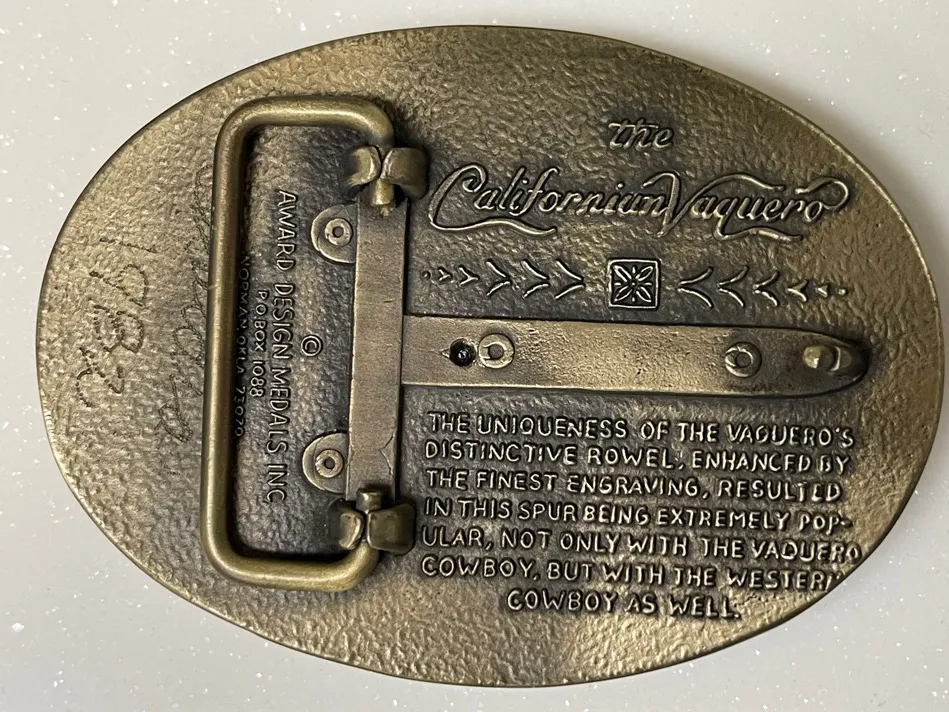 the
Californian Vaquero
THE UNIQUENESS OF THE VAQUERO'S
DISTINCTIVE ROWEL, ENHANCED BY
THE FINEST ENGRAVING, RESULTED
IN THIS SPUR BEING EXTREMELY POP-
ULAR, NOT ONLY WITH THE VAQUERO
COWBOY, BUT WITH THE WESTERN
COWBOY AS WELL.
©
AWARD DESIGN MEDALS INC
P.O. BOX 1088
NORMAN, OKLA 73070